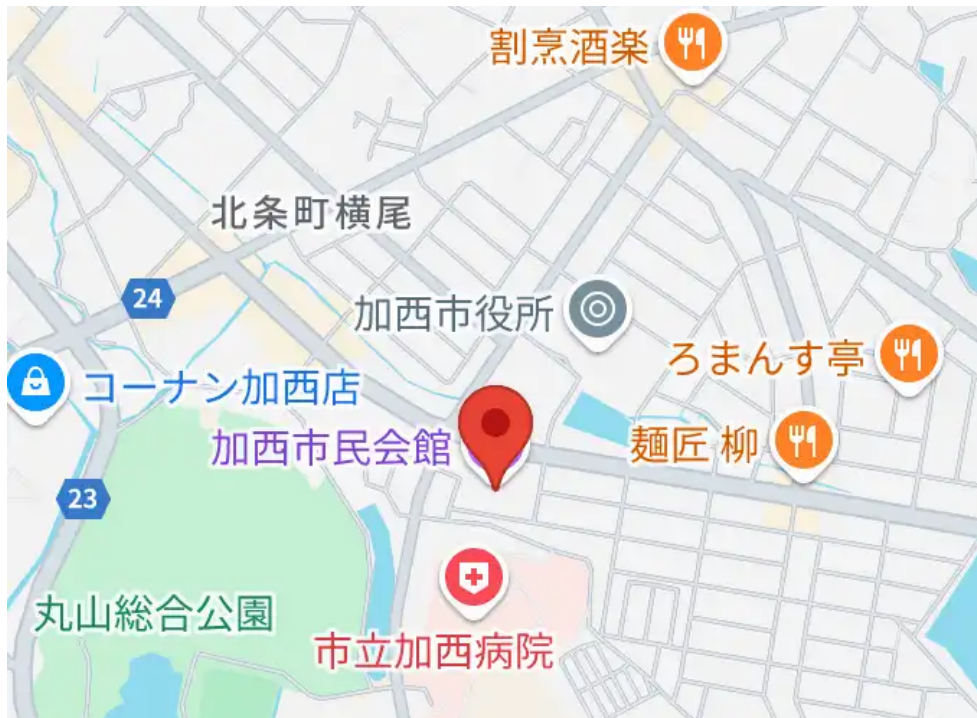 割烹酒楽
北条町横尾
24
加西市役所
ろまんす亭
コーナン加西店
加西市民会館
麺匠 柳
23
丸山総合公園
市立加西病院